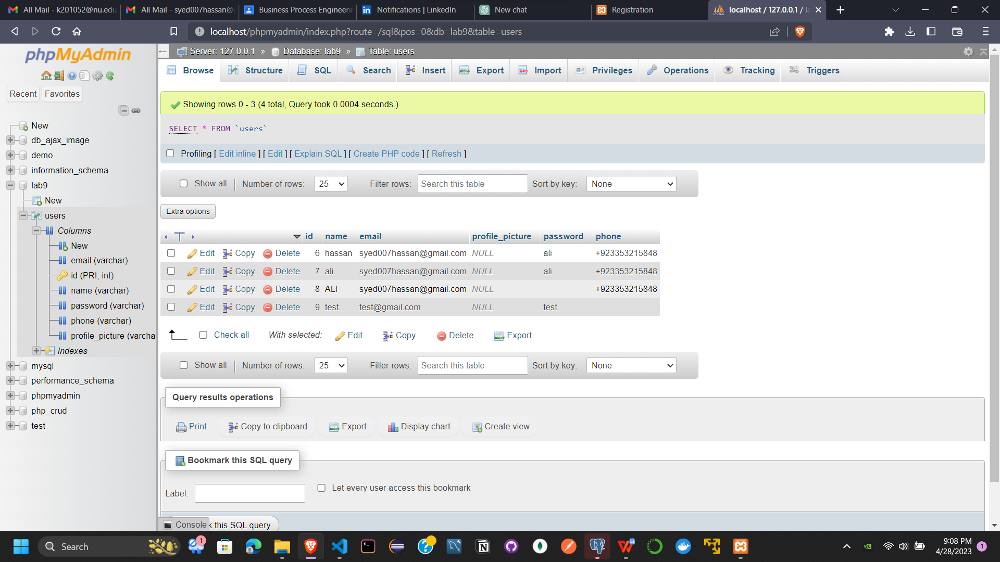 All Mail - k201052@nu.edu
All Mail - syed007hassan@
Business Process Engineerin
Notifications | LinkedIn
New chat
Registration
localhost / 127.0.0.1 / la
localhost/phpmyadmin/index.php?route=/sql&pos=0&db=lab9&table=users
phpMyAdmin
Recent
Favorites
New
db_ajax_image
demo
information_schema
lab9
New
users
Columns
New
email (varchar)
id (PRI, int)
name (varchar)
password (varchar)
phone (varchar)
profile_picture (varcha
Indexes
mysql
performance_schema
phpmyadmin
php_crud
test
Server: 127.0.0.1 » Database: lab9 » Table: users
Browse Structure SQL Search Insert Export Import Privileges Operations Tracking Triggers
Showing rows 0 - 3 (4 total, Query took 0.0004 seconds.)
SELECT * FROM `users`
Profiling [ Edit inline ] [ Edit ] [ Explain SQL ] [ Create PHP code ] [ Refresh ]
Show all | Number of rows: 25 Filter rows: Search this table Sort by key: None
Extra options
←T→ id name email profile_picture password phone
Edit Copy Delete 6 hassan syed007hassan@gmail.com NULL ali +923353215848
Edit Copy Delete 7 ali syed007hassan@gmail.com NULL ali +923353215848
Edit Copy Delete 8 ALI syed007hassan@gmail.com NULL +923353215848
Edit Copy Delete 9 test test@gmail.com NULL test
Check all With selected: Edit Copy Delete Export
Show all | Number of rows: 25 Filter rows: Search this table Sort by key: None
Query results operations
Print Copy to clipboard Export Display chart Create view
Bookmark this SQL query
Label: Let every user access this bookmark
Console k this SQL query
Search
1
9:08 PM
4/28/2023
1